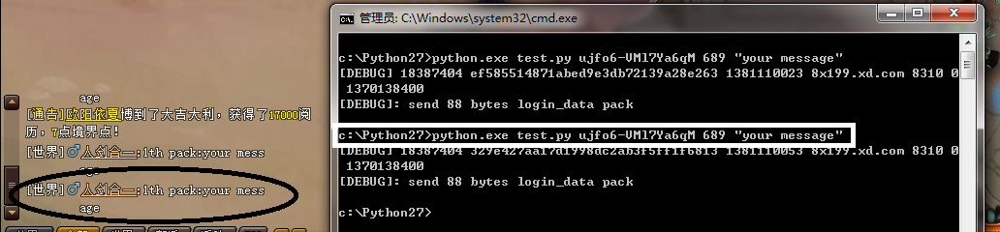 age
[通告]欧阳依夏博到了大吉大利，获得了17000阅
历，7点境界点！
[世界]♂人剑合一:1th pack:your mess
age
[世界]♂人剑合一:1th pack:your mess
age
管理员: C:\Windows\system32\cmd.exe
c:\Python27>python.exe test.py ujfo6-VMl7Ya6qM 689 "your message"
[DEBUG] 18387404 ef585514871abed9e3db72139a28e263 1381110023 8x199.xd.com 8310 0
1370138400
[DEBUG]: send 88 bytes login_data pack
c:\Python27>python.exe test.py ujfo6-VMl7Ya6qM 689 "your message"
[DEBUG] 18387404 329e427aa17d1998dc2ab3f5ff1f6813 1381110053 8x199.xd.com 8310 0
1370138400
[DEBUG]: send 88 bytes login_data pack
c:\Python27>